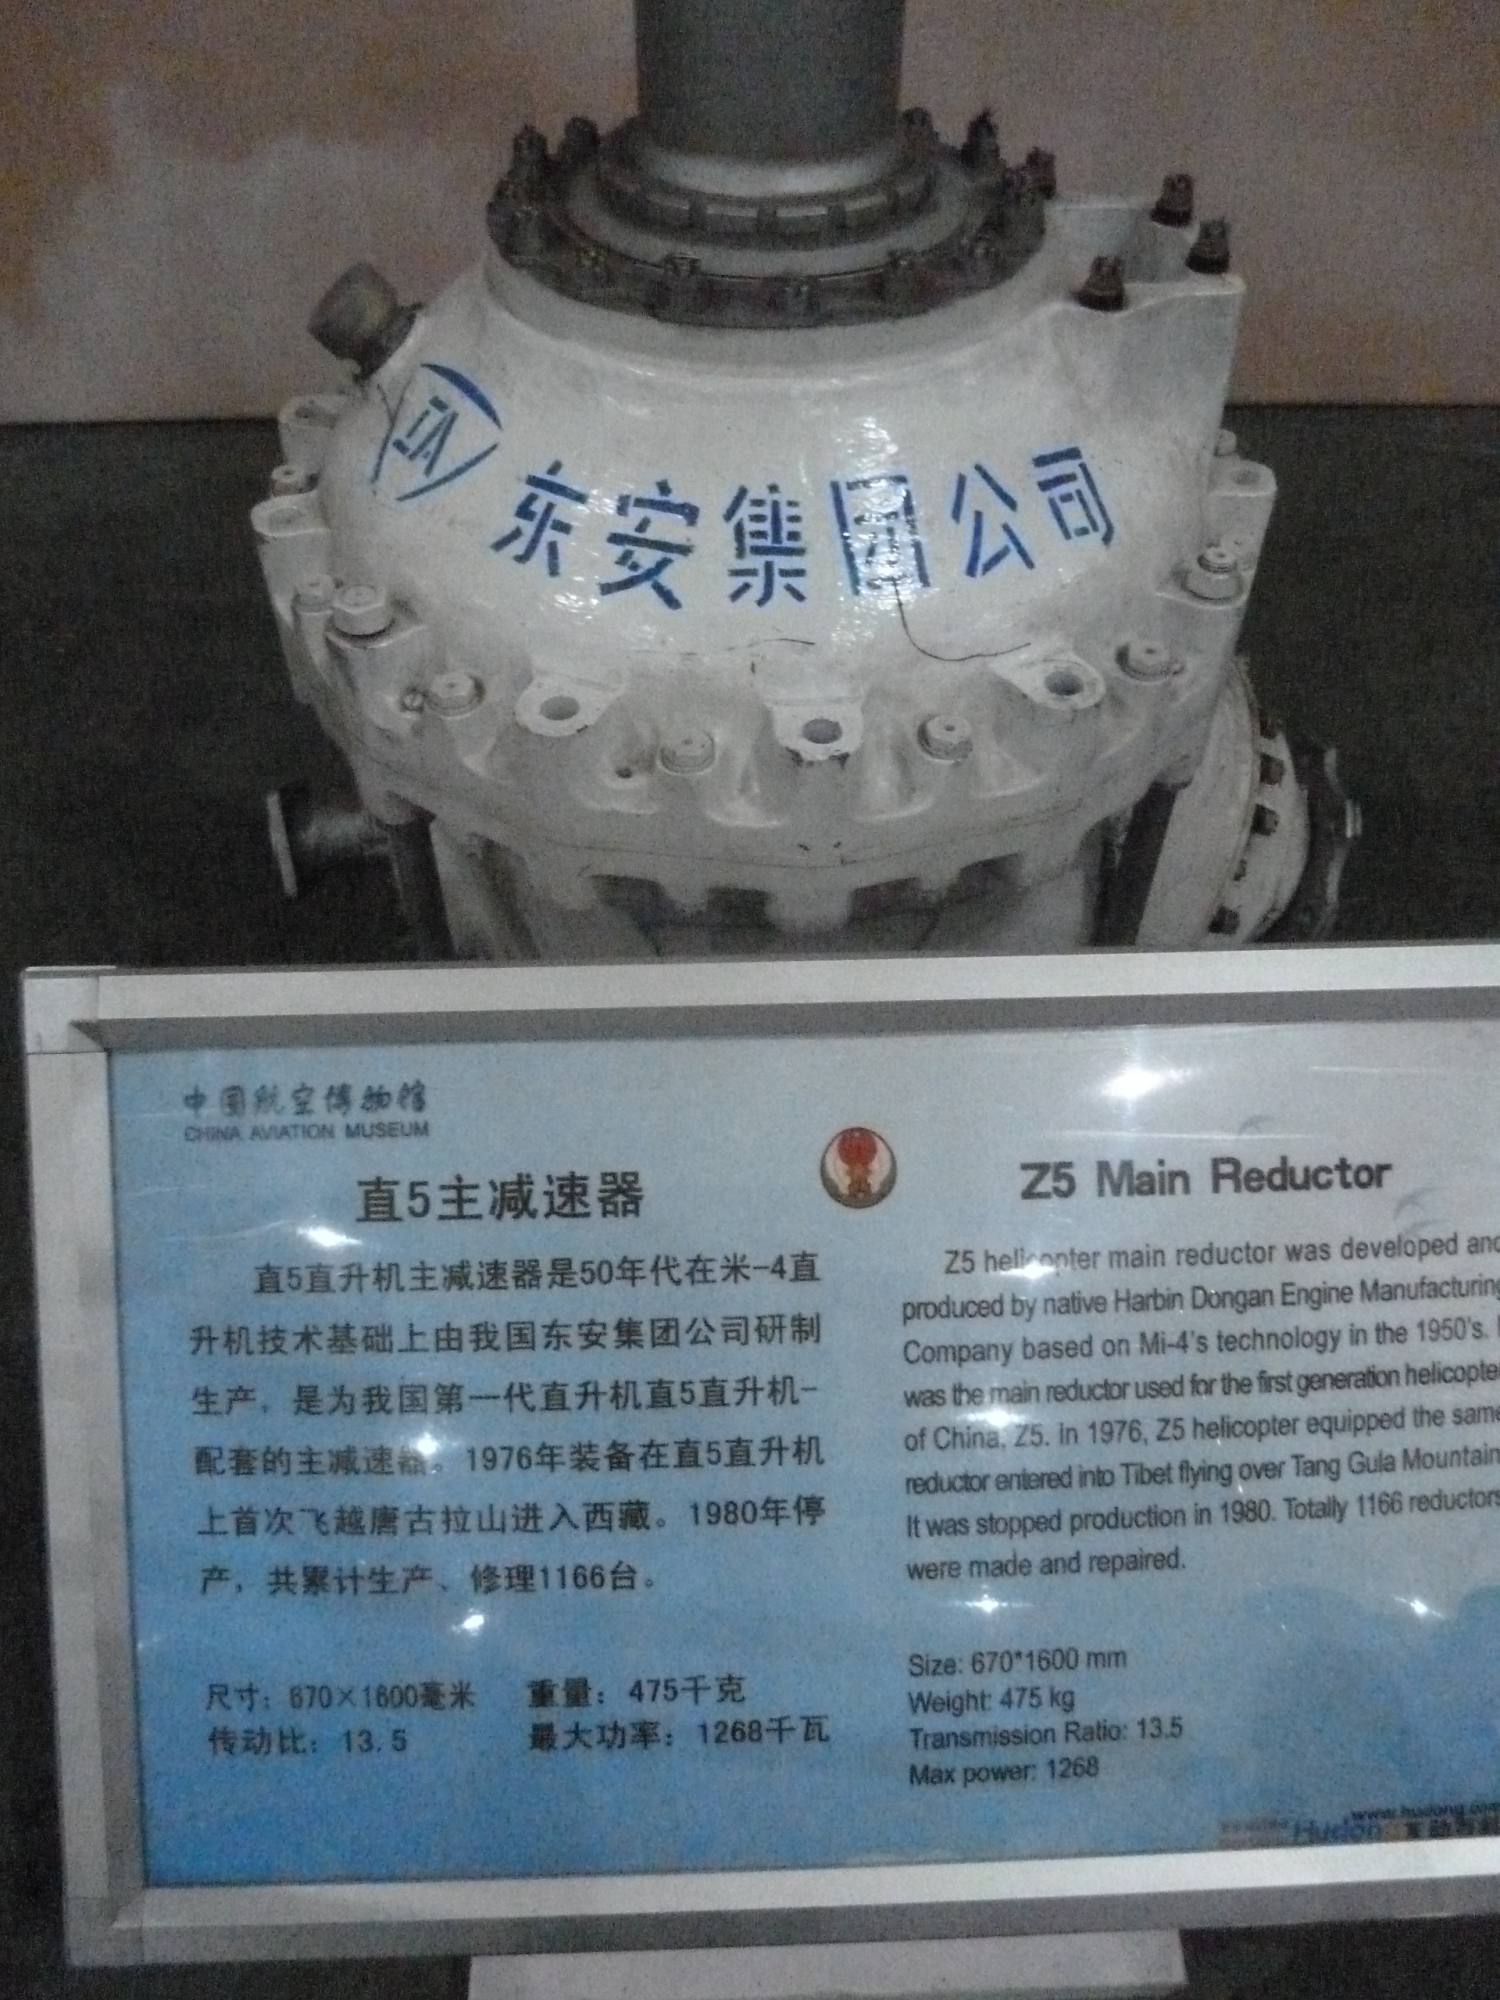 东安集团公司
中国航空博物馆
CHINA AVIATION MUSEUM
直5主减速器
直5直升机主减速器是50年代在米-4直
升机技术基础上由我国东安集团公司研制
生产，是为我国第一代直升机直5直升机-
配套的主减速器。1976年装备在直5直升机
上首次飞越唐古拉山进入西藏。1980年停
产，共累计生产、修理1166台。
尺寸：670×1600毫米 重量：475千克
传动比：13.5 最大功率：1268千瓦
Z5 Main Reductor
Z5 helicopter main reductor was developed and
produced by native Harbin Dongan Engine Manufacturing
Company based on Mi-4's technology in the 1950's.
was the main reductor used for the first generation helicopter
of China, Z5. In 1976, Z5 helicopter equipped the same
reductor entered into Tibet flying over Tang Gula Mountain
It was stopped production in 1980. Totally 1166 reductors
were made and repaired.
Size: 670*1600 mm
Weight: 475 kg
Transmission Ratio: 13.5
Max power: 1268
www.hudong.com
Hudong 互动百科